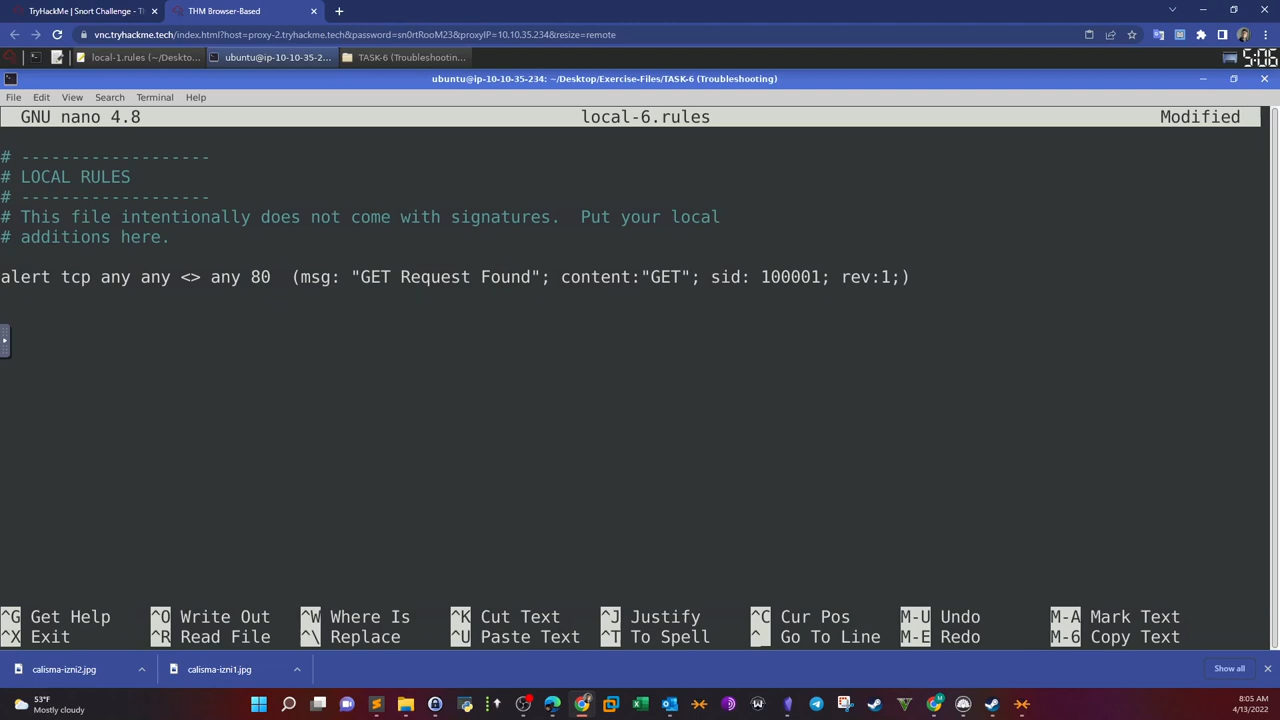 TryHackMe | Snort Challenge - Th
THM Browser-Based
vnc.tryhackme.tech/index.html?host=proxy-2.tryhackme.tech&password=sn0rtRooM23&proxyIP=10.10.35.234&resize=remote
local-1.rules (~/Deskto...
ubuntu@ip-10-10-35-2...
TASK-6 (Troubleshootin...
5:06
ubuntu@ip-10-10-35-234: ~/Desktop/Exercise-Files/TASK-6 (Troubleshooting)
File Edit View Search Terminal Help
GNU nano 4.8 local-6.rules Modified
# -------------------
# LOCAL RULES
# -------------------
# This file intentionally does not come with signatures.  Put your local
# additions here.
alert tcp any any <> any 80  (msg: "GET Request Found"; content:"GET"; sid: 100001; rev:1;)
^G Get Help ^O Write Out ^W Where Is ^K Cut Text ^J Justify ^C Cur Pos M-U Undo M-A Mark Text
^X Exit ^R Read File ^\ Replace ^U Paste Text ^T To Spell ^_ Go To Line M-E Redo M-6 Copy Text
calisma-izni2.jpg
calisma-izni1.jpg
Show all
53°F
Mostly cloudy
8:05 AM
4/13/2022